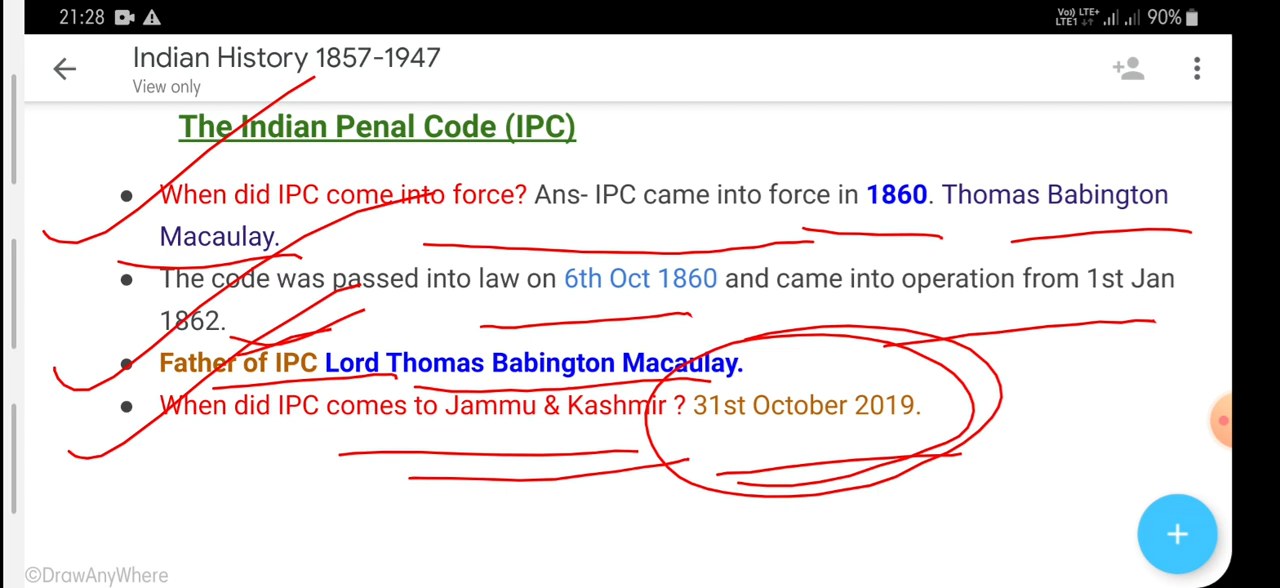 21:28
Vo)) LTE+
LTE1
90%
Indian History 1857-1947
View only
The Indian Penal Code (IPC)
● When did IPC come into force? Ans- IPC came into force in 1860. Thomas Babington
Macaulay.
● The code was passed into law on 6th Oct 1860 and came into operation from 1st Jan
1862.
● Father of IPC Lord Thomas Babington Macaulay.
● When did IPC comes to Jammu & Kashmir ? 31st October 2019.
©DrawAnyWhere